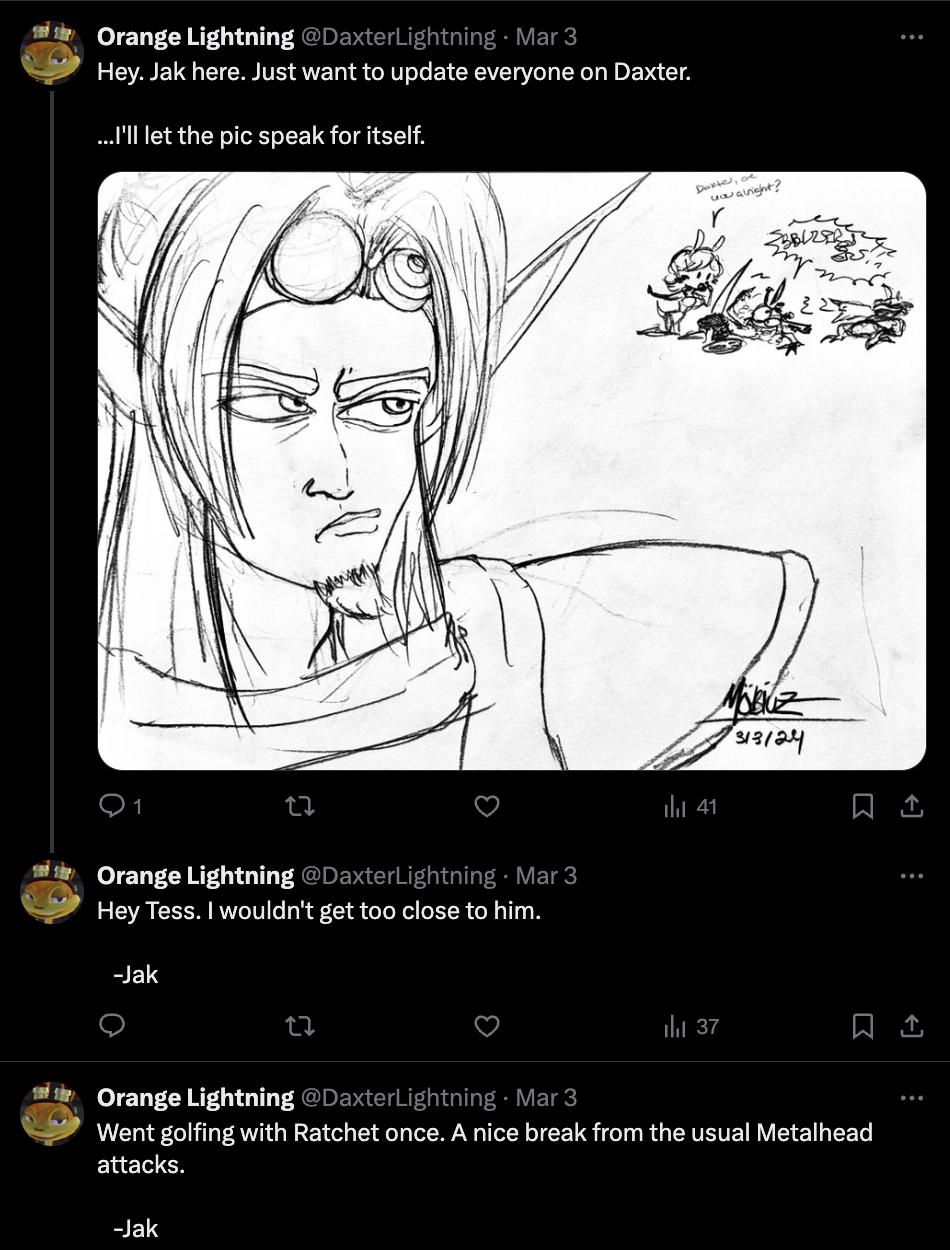 Orange Lightning @DaxterLightning · Mar 3
Hey. Jak here. Just want to update everyone on Daxter.
...I'll let the pic speak for itself.
Daxter, are
you alright?
MöBIUZ
3/3/24
1
41
Orange Lightning @DaxterLightning · Mar 3
Hey Tess. I wouldn't get too close to him.
-Jak
37
Orange Lightning @DaxterLightning · Mar 3
Went golfing with Ratchet once. A nice break from the usual Metalhead
attacks.
-Jak